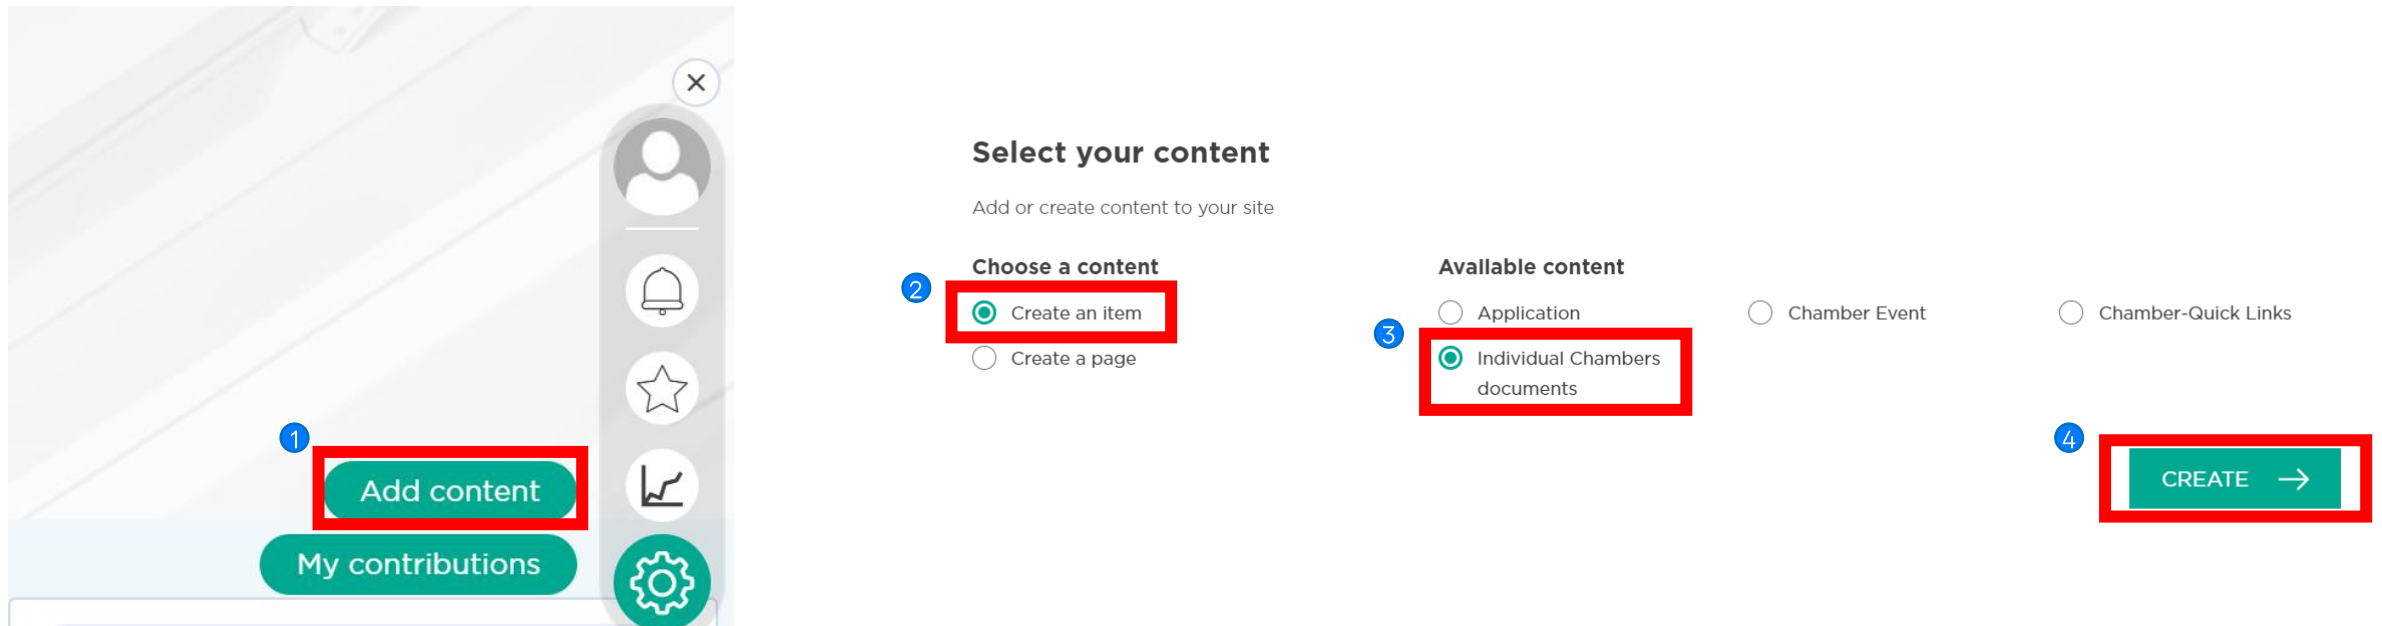 1
Add content
My contributions
Select your content
Add or create content to your site
Choose a content
2
Create an item
Create a page
Available content
Application
Chamber Event
Chamber-Quick Links
3
Individual Chambers
documents
4
CREATE